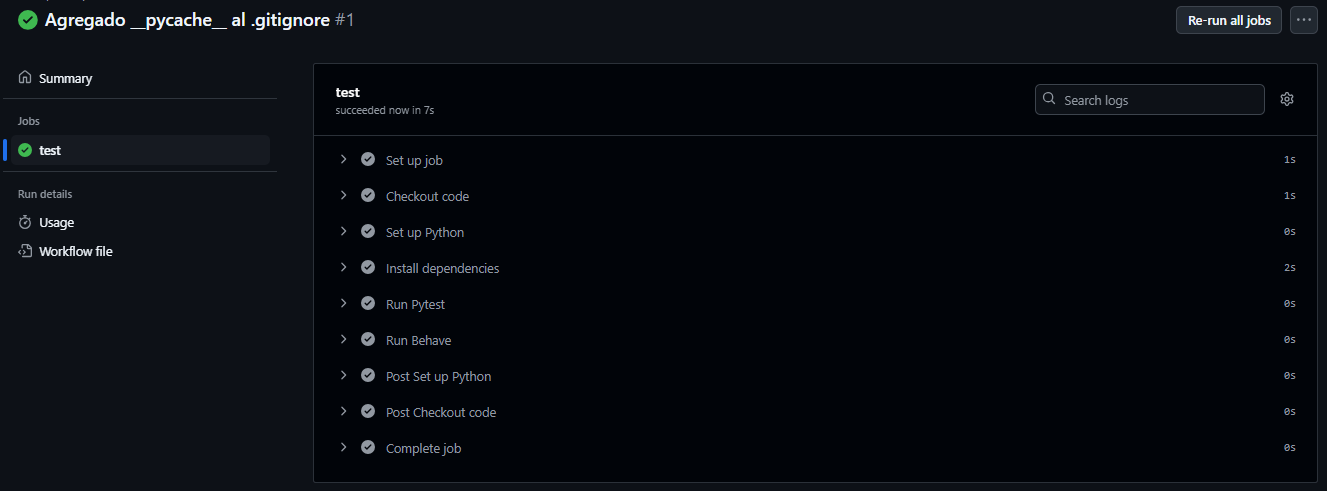 Agregado __pycache__ al .gitignore #1
Re-run all jobs
Summary
Jobs
test
Run details
Usage
Workflow file
test
succeeded now in 7s
Search logs
Set up job 1s
Checkout code 1s
Set up Python 0s
Install dependencies 2s
Run Pytest 0s
Run Behave 0s
Post Set up Python 0s
Post Checkout code 0s
Complete job 0s